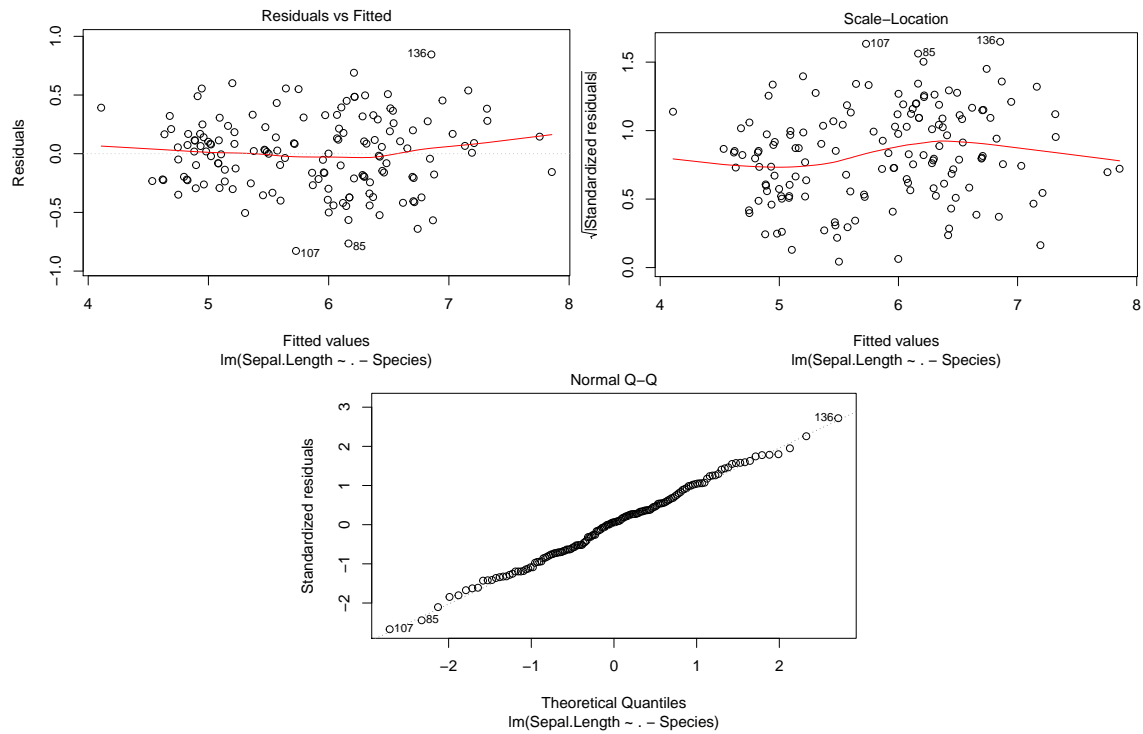 Residuals vs Fitted
1.0
0.5
0.0
−0.5
−1.0
Residuals
136
107
85
4 5 6 7 8
Fitted values
lm(Sepal.Length ~ . − Species)
Scale−Location
1.5
1.0
0.5
0.0
√|Standardized residuals|
107
85
136
4 5 6 7 8
Fitted values
lm(Sepal.Length ~ . − Species)
Normal Q−Q
3
2
1
0
−1
−2
Standardized residuals
136
85
107
−2 −1 0 1 2
Theoretical Quantiles
lm(Sepal.Length ~ . − Species)